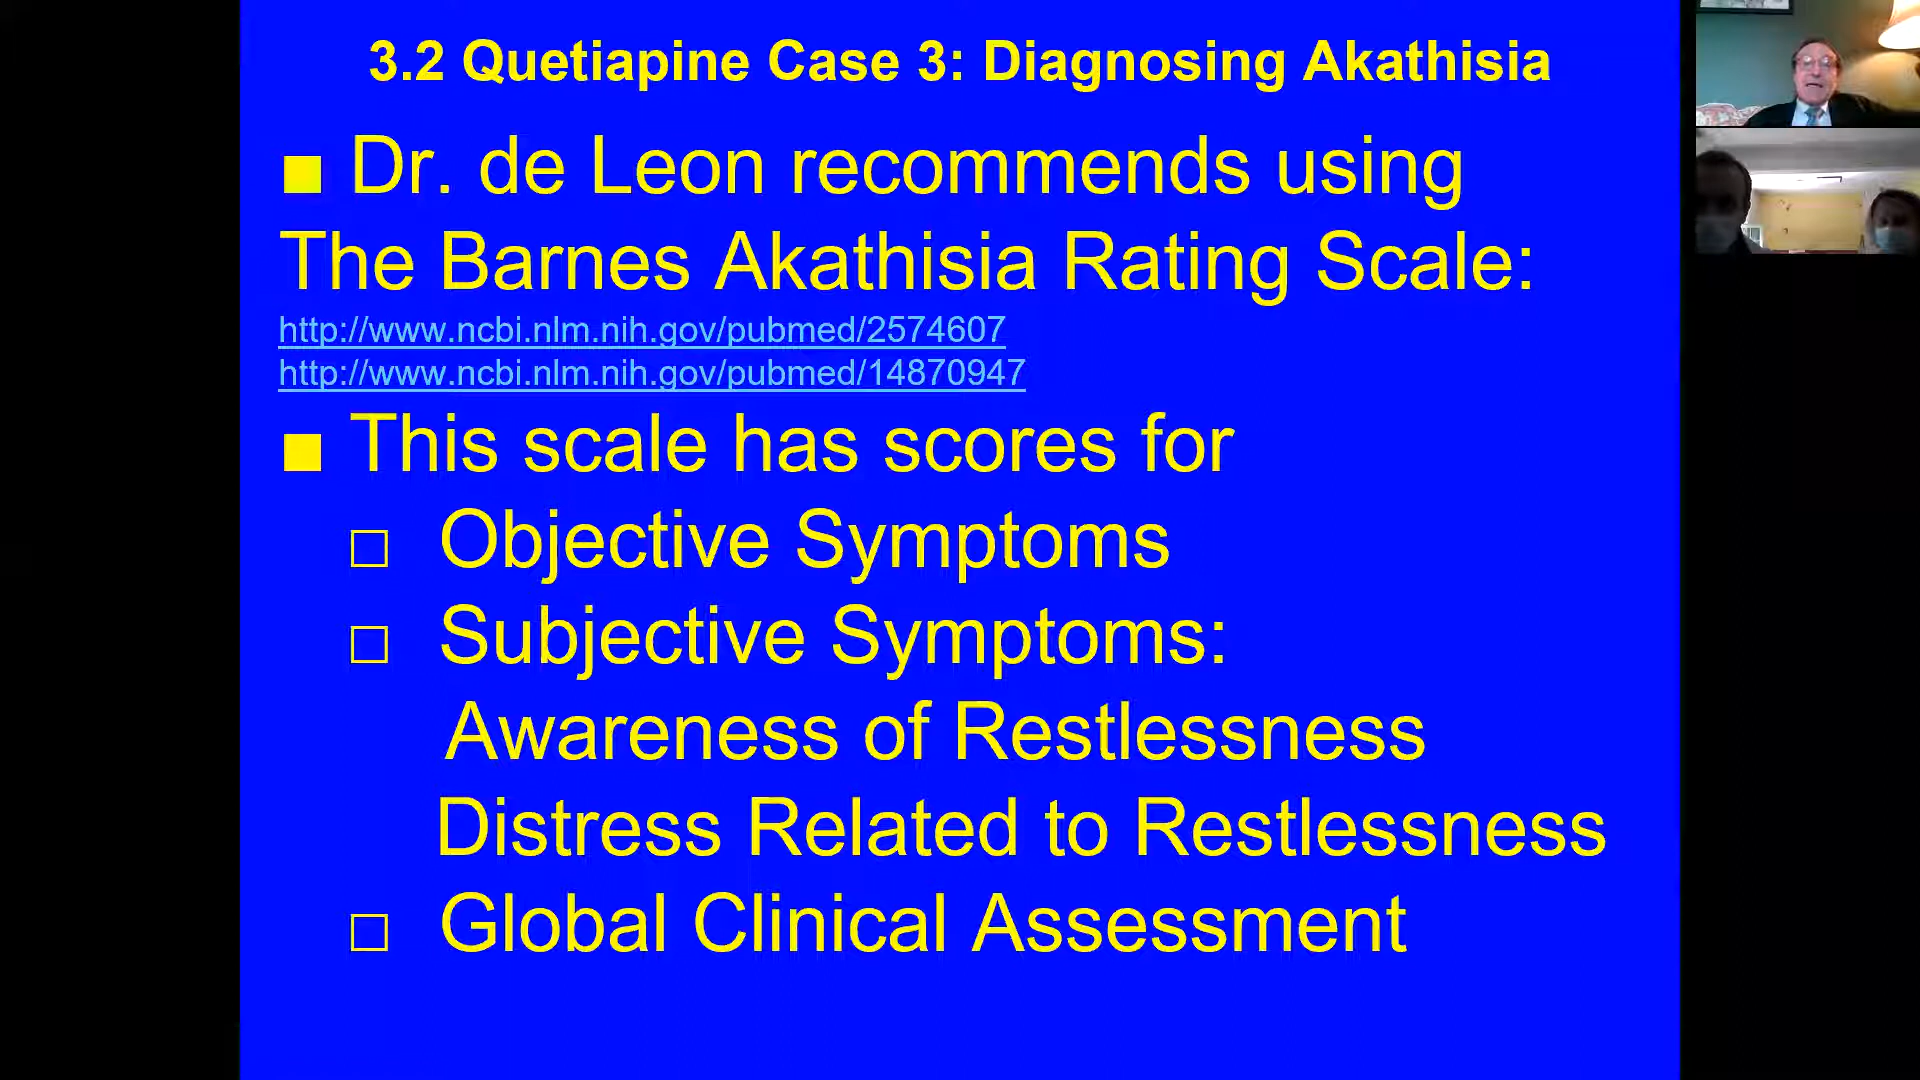 3.2 Quetiapine Case 3: Diagnosing Akathisia
■ Dr. de Leon recommends using
The Barnes Akathisia Rating Scale:
http://www.ncbi.nlm.nih.gov/pubmed/2574607
http://www.ncbi.nlm.nih.gov/pubmed/14870947
■ This scale has scores for
□ Objective Symptoms
□ Subjective Symptoms:
Awareness of Restlessness
Distress Related to Restlessness
□ Global Clinical Assessment